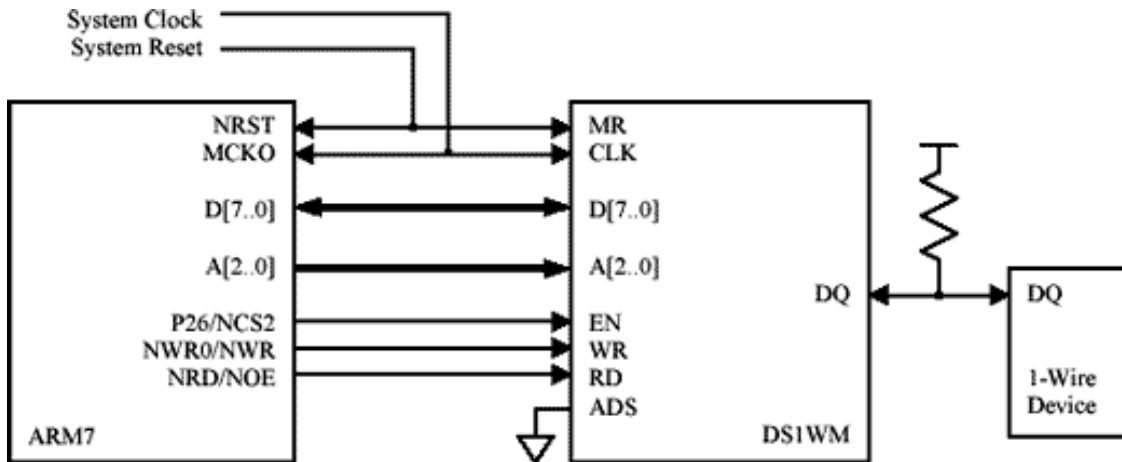 System Clock
System Reset
NRST
MCKO
D[7..0]
A[2..0]
P26/NCS2
NWR0/NWR
NRD/NOE
ARM7
MR
CLK
D[7..0]
A[2..0]
DQ
EN
WR
RD
ADS
DS1WM
DQ
1-Wire
Device